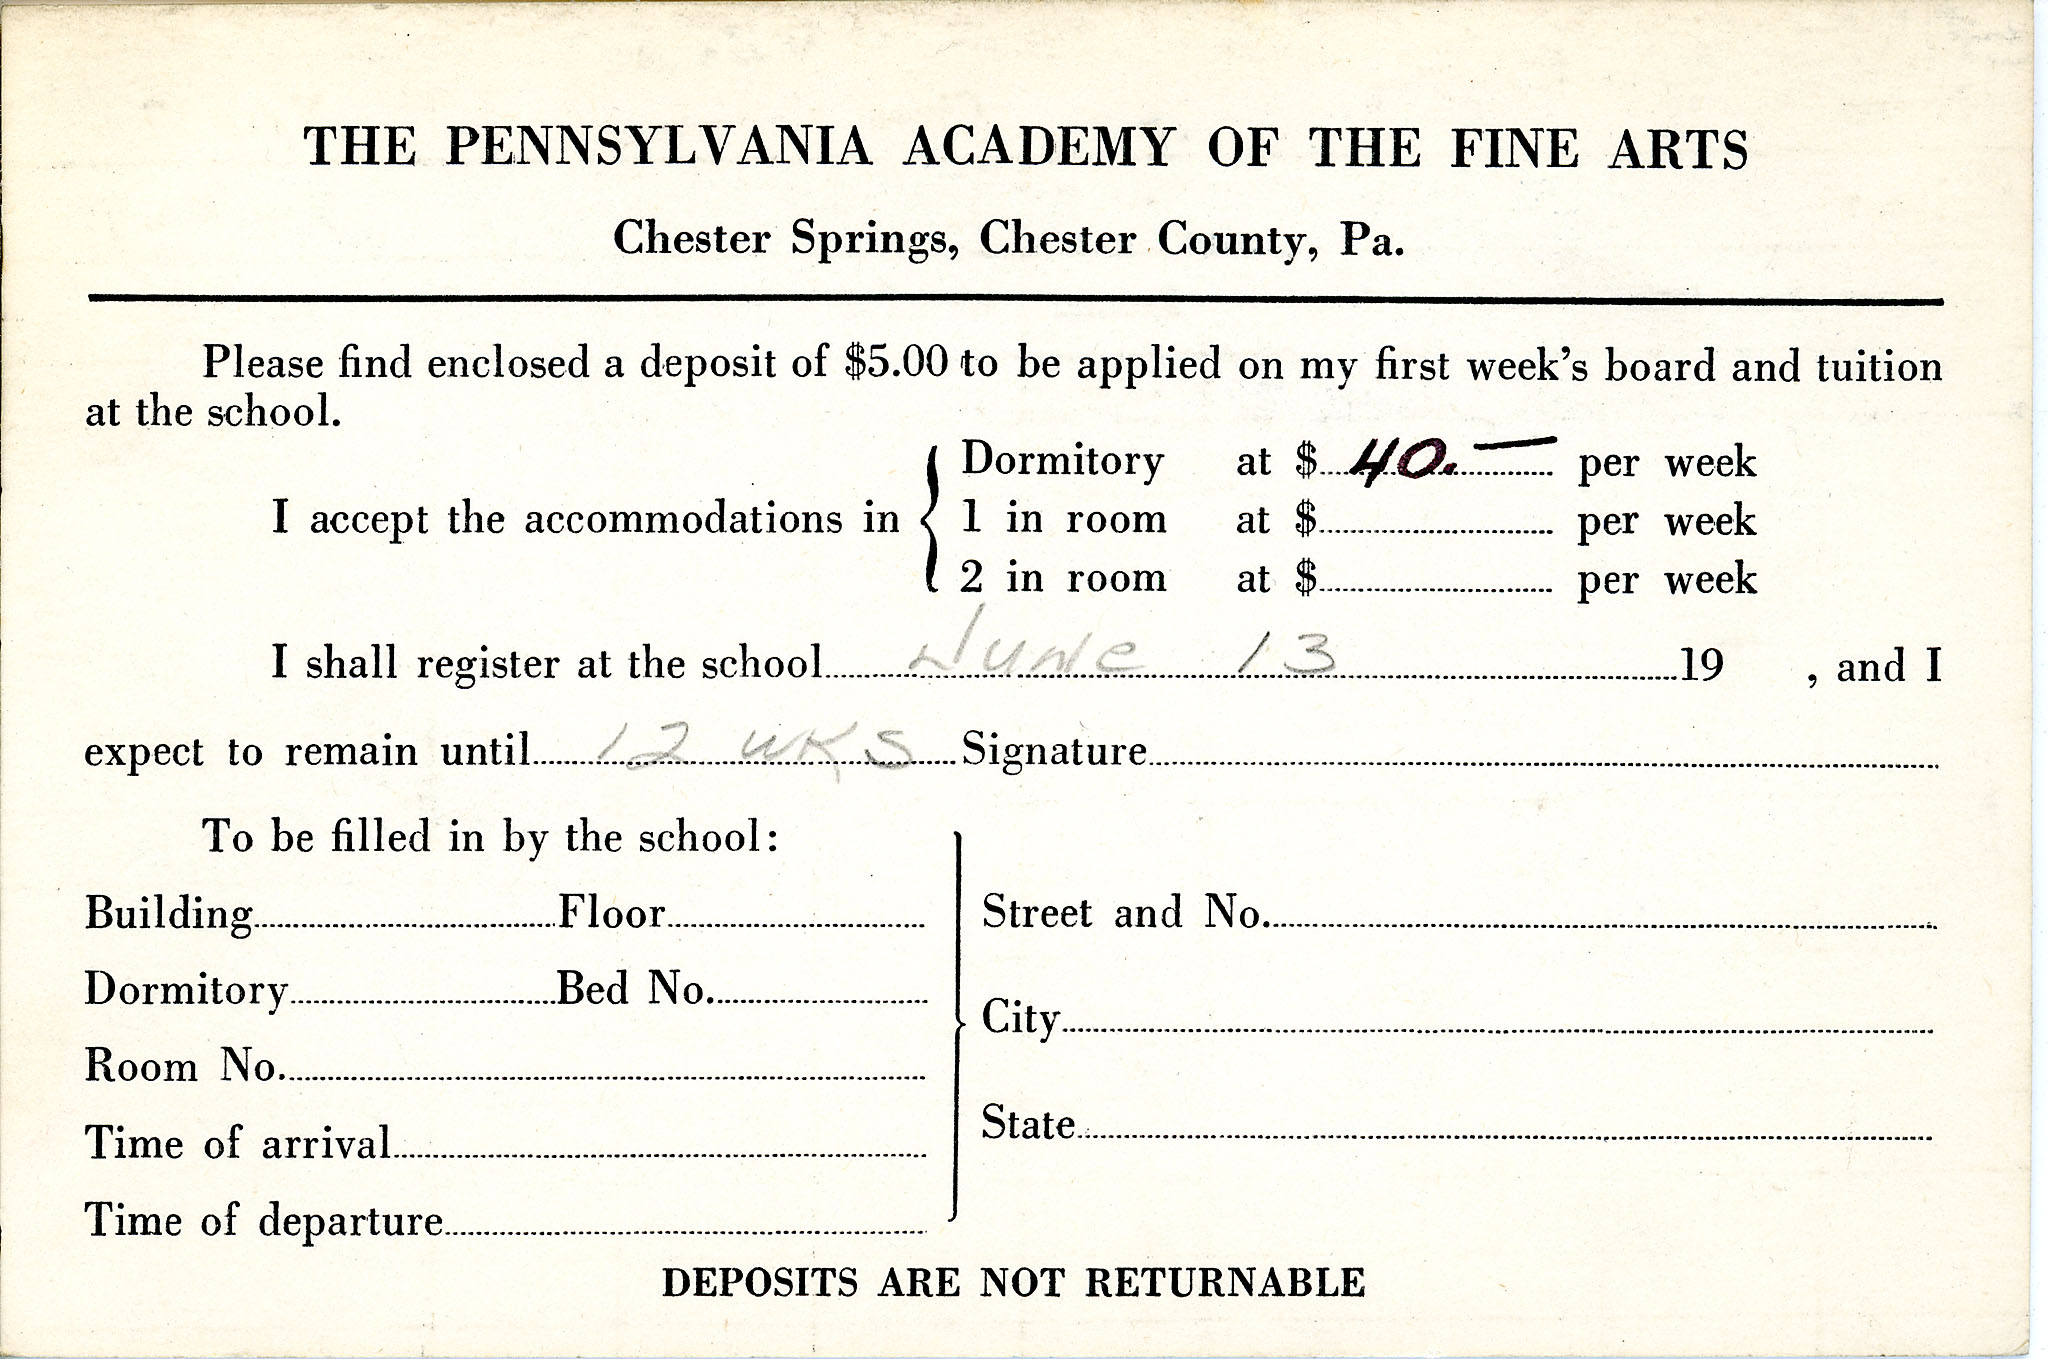 THE PENNSYLVANIA ACADEMY OF THE FINE ARTS
Chester Springs, Chester County, Pa.
Please find enclosed a deposit of $5.00 to be applied on my first week's board and tuition
at the school.
I accept the accommodations in
Dormitory at $ 40.— per week
1 in room at $ per week
2 in room at $ per week
I shall register at the school June 13 19 , and I
expect to remain until 12 WKS Signature
To be filled in by the school:
Building Floor
Dormitory Bed No.
Room No.
Time of arrival
Time of departure
Street and No.
City
State
DEPOSITS ARE NOT RETURNABLE